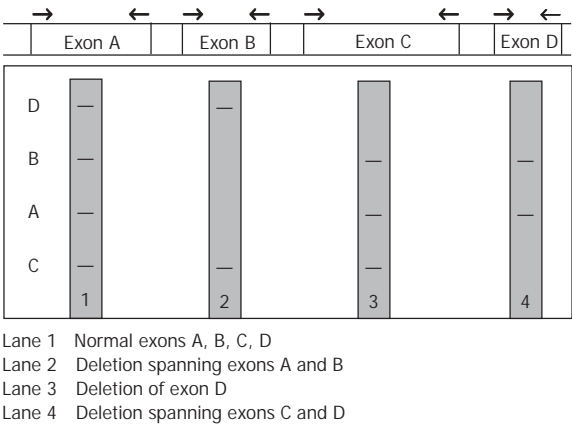 Exon A Exon B Exon C Exon D
D
B
A
C
1 2 3 4
Lane 1 Normal exons A, B, C, D
Lane 2 Deletion spanning exons A and B
Lane 3 Deletion of exon D
Lane 4 Deletion spanning exons C and D